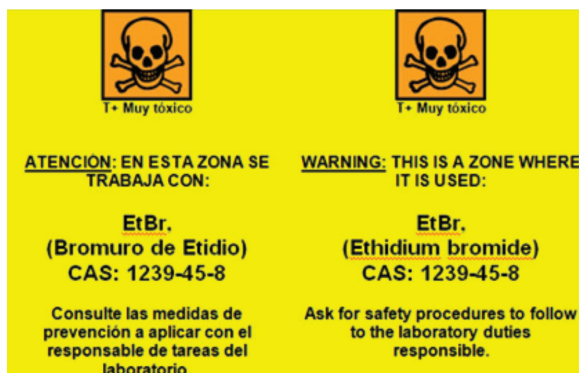 T+ Muy tóxico
ATENCIÓN: EN ESTA ZONA SE
TRABAJA CON:
EtBr,
(Bromuro de Etidio)
CAS: 1239-45-8
Consulte las medidas de
prevención a aplicar con el
responsable de tareas del
laboratorio
T+ Muy tóxico
WARNING: THIS IS A ZONE WHERE
IT IS USED:
EtBr,
(Ethidium bromide)
CAS: 1239-45-8
Ask for safety procedures to follow
to the laboratory duties
responsible.